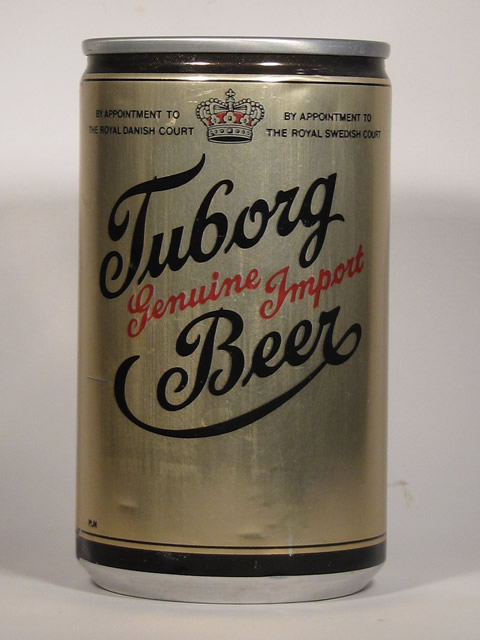 BY APPOINTMENT TO
THE ROYAL DANISH COURT
BY APPOINTMENT TO
THE ROYAL SWEDISH COURT
Tuborg
Genuine Import
Beer